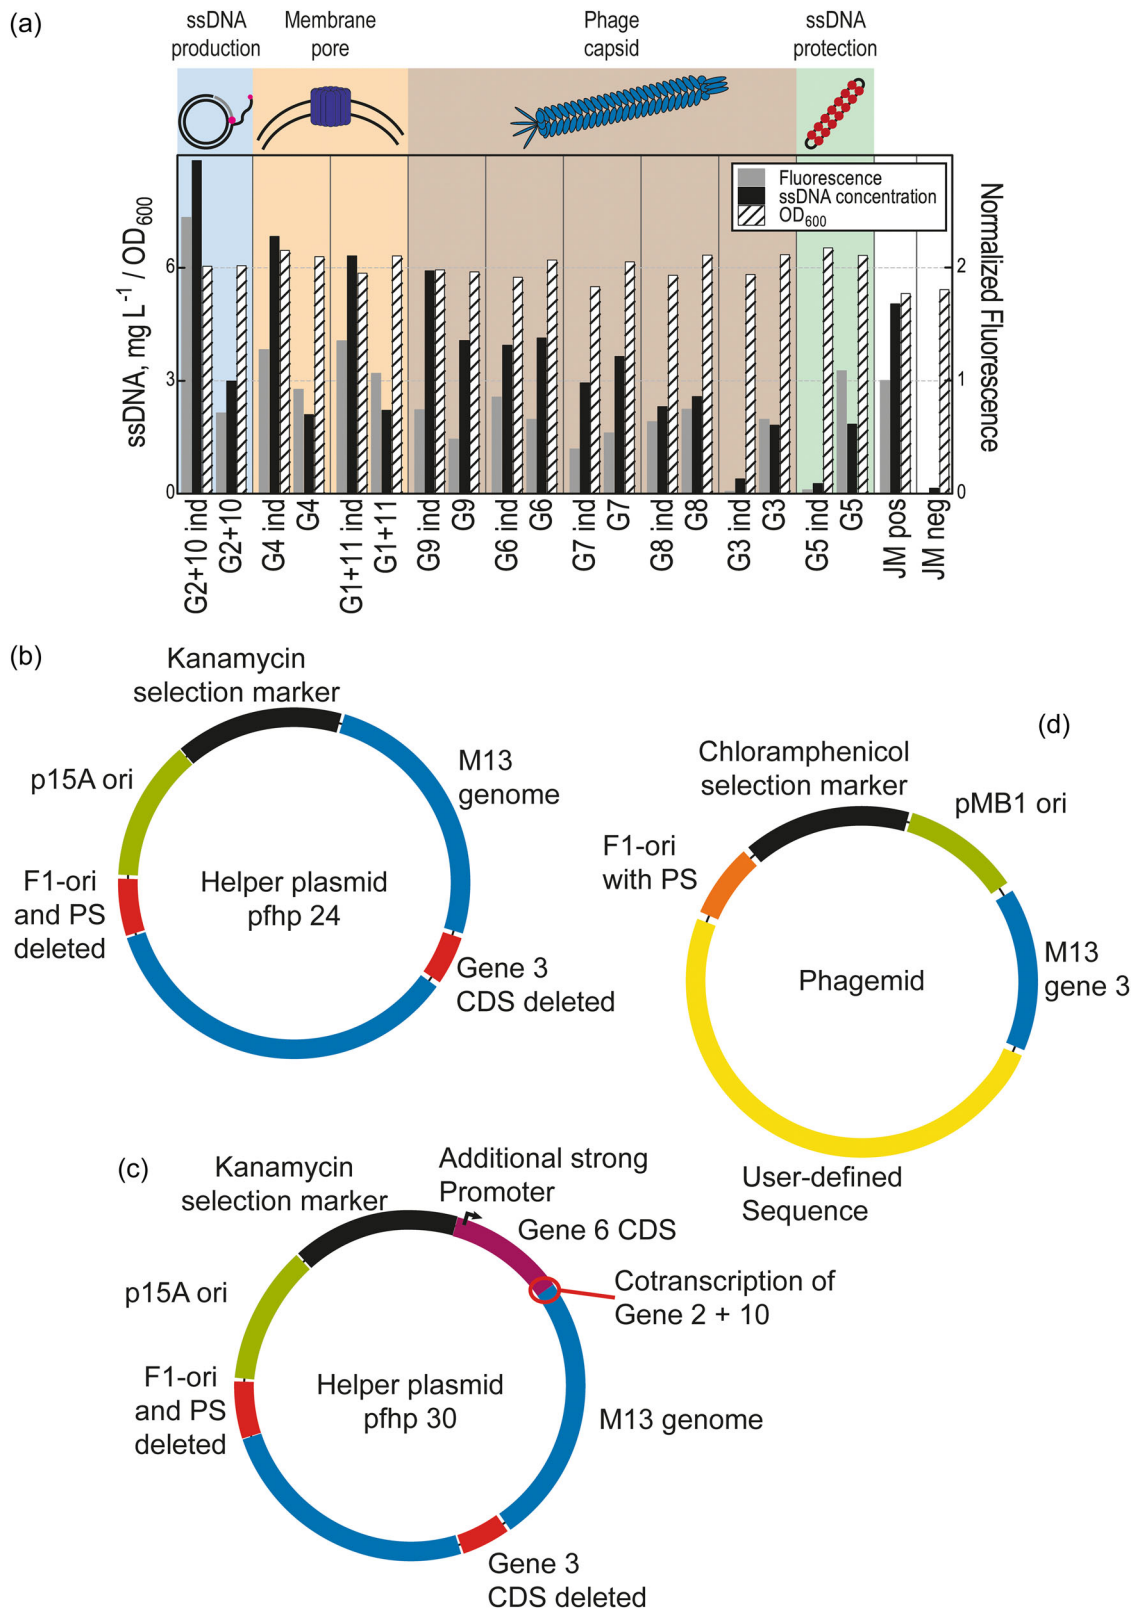 (a)
ssDNA
production
Membrane
pore
Phage
capsid
ssDNA
protection
Fluorescence
ssDNA concentration
OD600
ssDNA, mg L-1 / OD600
6
3
0
Normalized Fluorescence
2
1
0
G2+10 ind
G2+10
G4 ind
G4
G1+11 ind
G1+11
G9 ind
G9
G6 ind
G6
G7 ind
G7
G8 ind
G8
G3 ind
G3
G5 ind
G5
JM pos
JM neg
(b)
Kanamycin
selection marker
p15A ori
M13
genome
F1-ori
and PS
deleted
Helper plasmid
pfhp 24
Gene 3
CDS deleted
(d)
Chloramphenicol
selection marker
pMB1 ori
F1-ori
with PS
Phagemid
M13
gene 3
User-defined
Sequence
(c)
Kanamycin
selection marker
Additional strong
Promoter
Gene 6 CDS
p15A ori
Cotranscription of
Gene 2 + 10
F1-ori
and PS
deleted
Helper plasmid
pfhp 30
M13 genome
Gene 3
CDS deleted